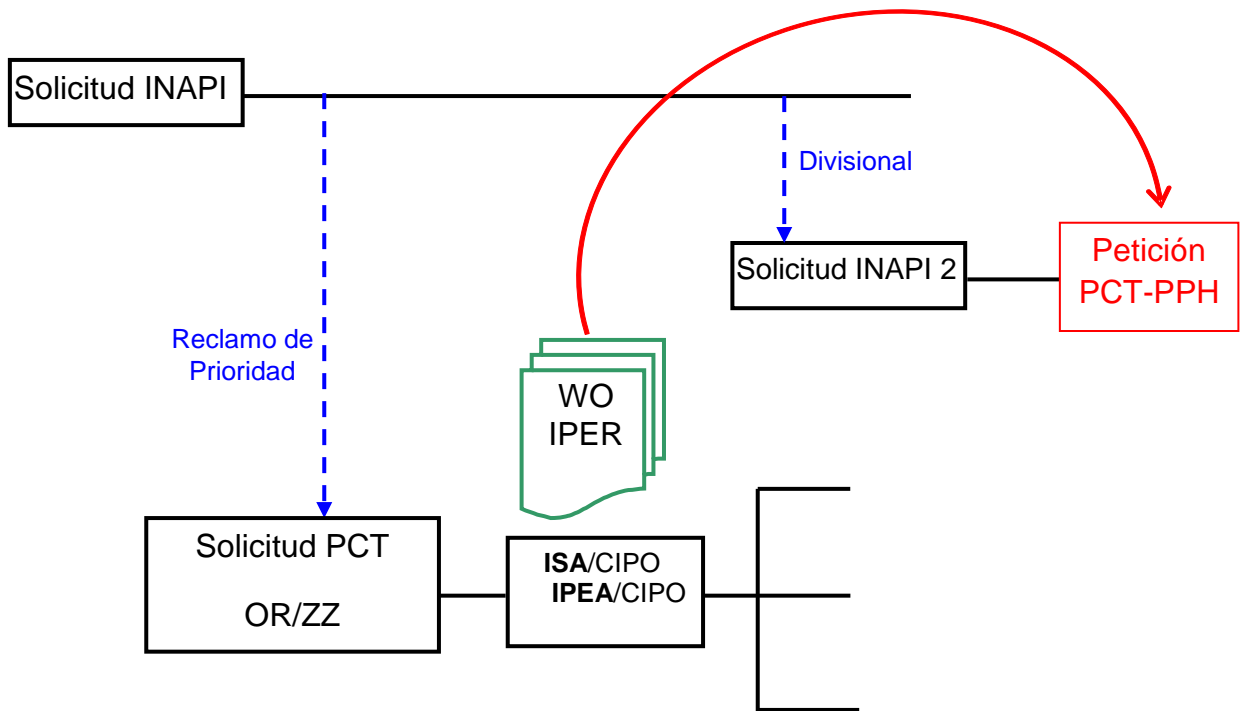 Solicitud INAPI
Divisional
Solicitud INAPI 2
Petición
PCT-PPH
Reclamo de
Prioridad
WO
IPER
Solicitud PCT
OR/ZZ
ISA/CIPO
IPEA/CIPO